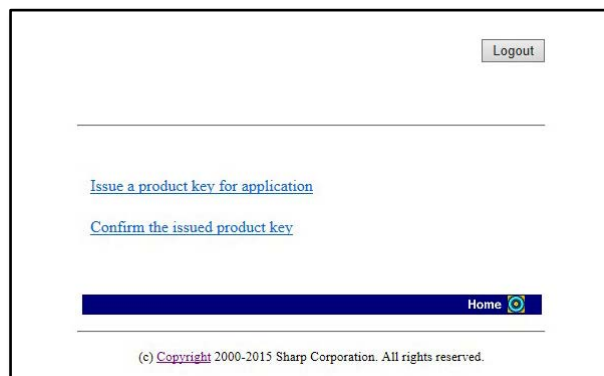 Logout
Issue a product key for application
Confirm the issued product key
Home
(c) Copyright 2000-2015 Sharp Corporation. All rights reserved.